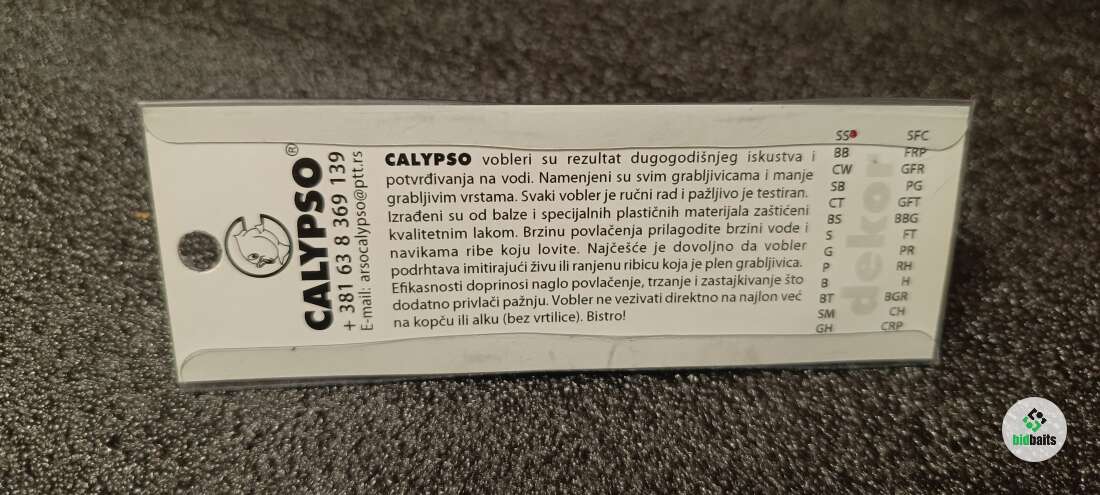 CALYPSO®
+ 381 63 8 369 139
E-mail: arsocalypso@ptt.rs
CALYPSO vobleri su rezultat dugogodišnjeg iskustva i
potvrđivanja na vodi. Namenjeni su svim grabljivicama i manje
grabljivim vrstama. Svaki vobler je ručni rad i pažljivo je testiran.
Izrađeni su od balze i specijalnih plastičnih materijala zaštićeni
kvalitetnim lakom. Brzinu povlačenja prilagodite brzini vode i
navikama ribe koju lovite. Najčešće je dovoljno da vobler
podrhtava imitirajući živu ili ranjenu ribicu koja je plen grabljivica.
Efikasnosti doprinosi naglo povlačenje, trzanje i zastajkivanje što
dodatno privlači pažnju. Vobler ne vezivati direktno na najlon već
na kopču ili alku (bez vrtilice). Bistro!
SS
BB
CW
SB
CT
BS
S
G
P
B
BT
SM
GH
dekor
SFC
FRP
GFR
PG
GFT
BBG
FT
PR
RH
H
BGR
CH
CRP
bidbaits